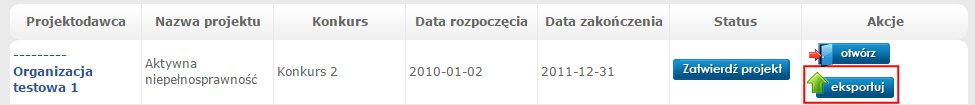 Projektodawca Nazwa projektu Konkurs Data rozpoczęcia Data zakończenia Status Akcje
---------
Organizacja
testowa 1
Aktywna
niepełnosprawność
Konkurs 2
2010-01-02
2011-12-31
Zatwierdź projekt
otwórz
eksportuj